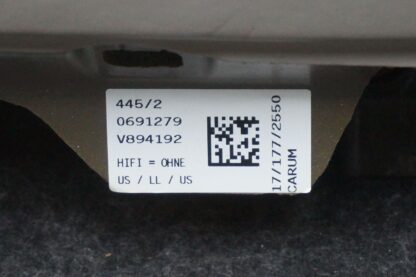 445/2
0691279
V894192
HIFI = OHNE
US / LL / US
17/177/2550
CARUM